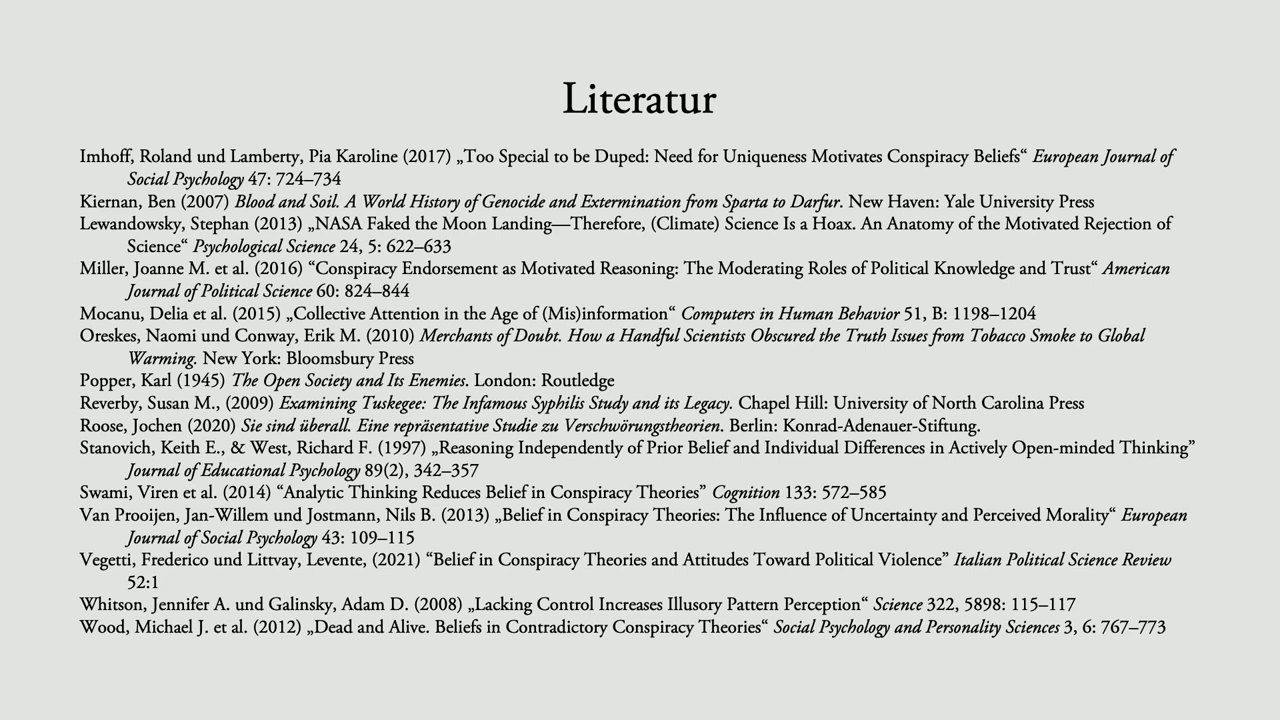 Literatur
Imhoff, Roland und Lamberty, Pia Karoline (2017) „Too Special to be Duped: Need for Uniqueness Motivates Conspiracy Beliefs“ European Journal of
Social Psychology 47: 724–734
Kiernan, Ben (2007) Blood and Soil. A World History of Genocide and Extermination from Sparta to Darfur. New Haven: Yale University Press
Lewandowsky, Stephan (2013) „NASA Faked the Moon Landing—Therefore, (Climate) Science Is a Hoax. An Anatomy of the Motivated Rejection of
Science“ Psychological Science 24, 5: 622–633
Miller, Joanne M. et al. (2016) “Conspiracy Endorsement as Motivated Reasoning: The Moderating Roles of Political Knowledge and Trust“ American
Journal of Political Science 60: 824–844
Mocanu, Delia et al. (2015) „Collective Attention in the Age of (Mis)information“ Computers in Human Behavior 51, B: 1198–1204
Oreskes, Naomi und Conway, Erik M. (2010) Merchants of Doubt. How a Handful Scientists Obscured the Truth Issues from Tobacco Smoke to Global
Warming. New York: Bloomsbury Press
Popper, Karl (1945) The Open Society and Its Enemies. London: Routledge
Reverby, Susan M., (2009) Examining Tuskegee: The Infamous Syphilis Study and its Legacy. Chapel Hill: University of North Carolina Press
Roose, Jochen (2020) Sie sind überall. Eine repräsentative Studie zu Verschwörungstheorien. Berlin: Konrad-Adenauer-Stiftung.
Stanovich, Keith E., & West, Richard F. (1997) „Reasoning Independently of Prior Belief and Individual Differences in Actively Open-minded Thinking”
Journal of Educational Psychology 89(2), 342–357
Swami, Viren et al. (2014) “Analytic Thinking Reduces Belief in Conspiracy Theories” Cognition 133: 572–585
Van Prooijen, Jan-Willem und Jostmann, Nils B. (2013) „Belief in Conspiracy Theories: The Influence of Uncertainty and Perceived Morality“ European
Journal of Social Psychology 43: 109–115
Vegetti, Frederico und Littvay, Levente, (2021) “Belief in Conspiracy Theories and Attitudes Toward Political Violence” Italian Political Science Review
52:1
Whitson, Jennifer A. und Galinsky, Adam D. (2008) „Lacking Control Increases Illusory Pattern Perception“ Science 322, 5898: 115–117
Wood, Michael J. et al. (2012) „Dead and Alive. Beliefs in Contradictory Conspiracy Theories“ Social Psychology and Personality Sciences 3, 6: 767–773